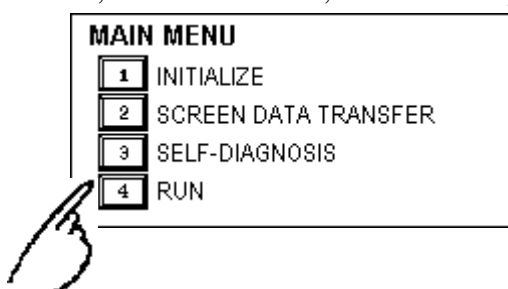 MAIN MENU
1 INITIALIZE
2 SCREEN DATA TRANSFER
3 SELF-DIAGNOSIS
4 RUN